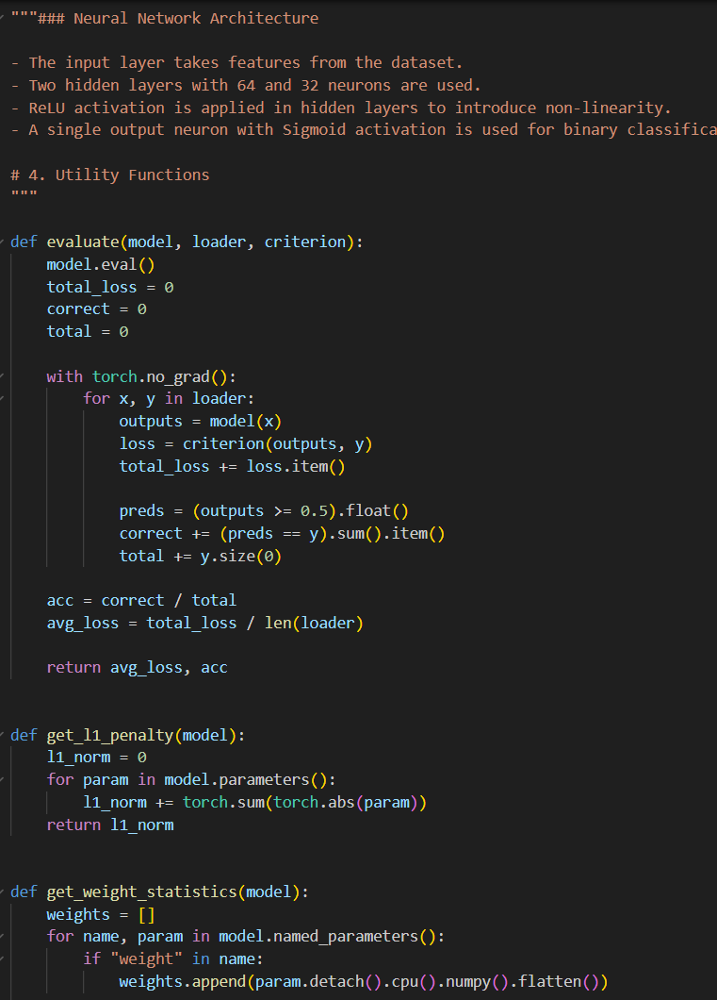 """### Neural Network Architecture
- The input layer takes features from the dataset.
- Two hidden layers with 64 and 32 neurons are used.
- ReLU activation is applied in hidden layers to introduce non-linearity.
- A single output neuron with Sigmoid activation is used for binary classifica
# 4. Utility Functions
"""
def evaluate(model, loader, criterion):
    model.eval()
    total_loss = 0
    correct = 0
    total = 0
    with torch.no_grad():
        for x, y in loader:
            outputs = model(x)
            loss = criterion(outputs, y)
            total_loss += loss.item()
            preds = (outputs >= 0.5).float()
            correct += (preds == y).sum().item()
            total += y.size(0)
    acc = correct / total
    avg_loss = total_loss / len(loader)
    return avg_loss, acc
def get_l1_penalty(model):
    l1_norm = 0
    for param in model.parameters():
        l1_norm += torch.sum(torch.abs(param))
    return l1_norm
def get_weight_statistics(model):
    weights = []
    for name, param in model.named_parameters():
        if "weight" in name:
            weights.append(param.detach().cpu().numpy().flatten())